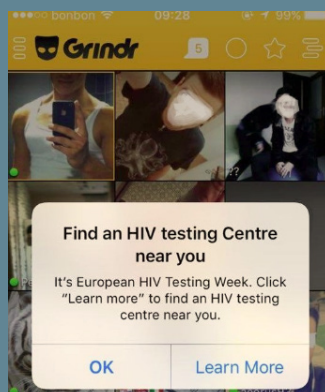 bonbon 09:28 99%
Grindr 5
Find an HIV testing Centre
near you
It's European HIV Testing Week. Click
"Learn more" to find an HIV testing
centre near you.
OK Learn More